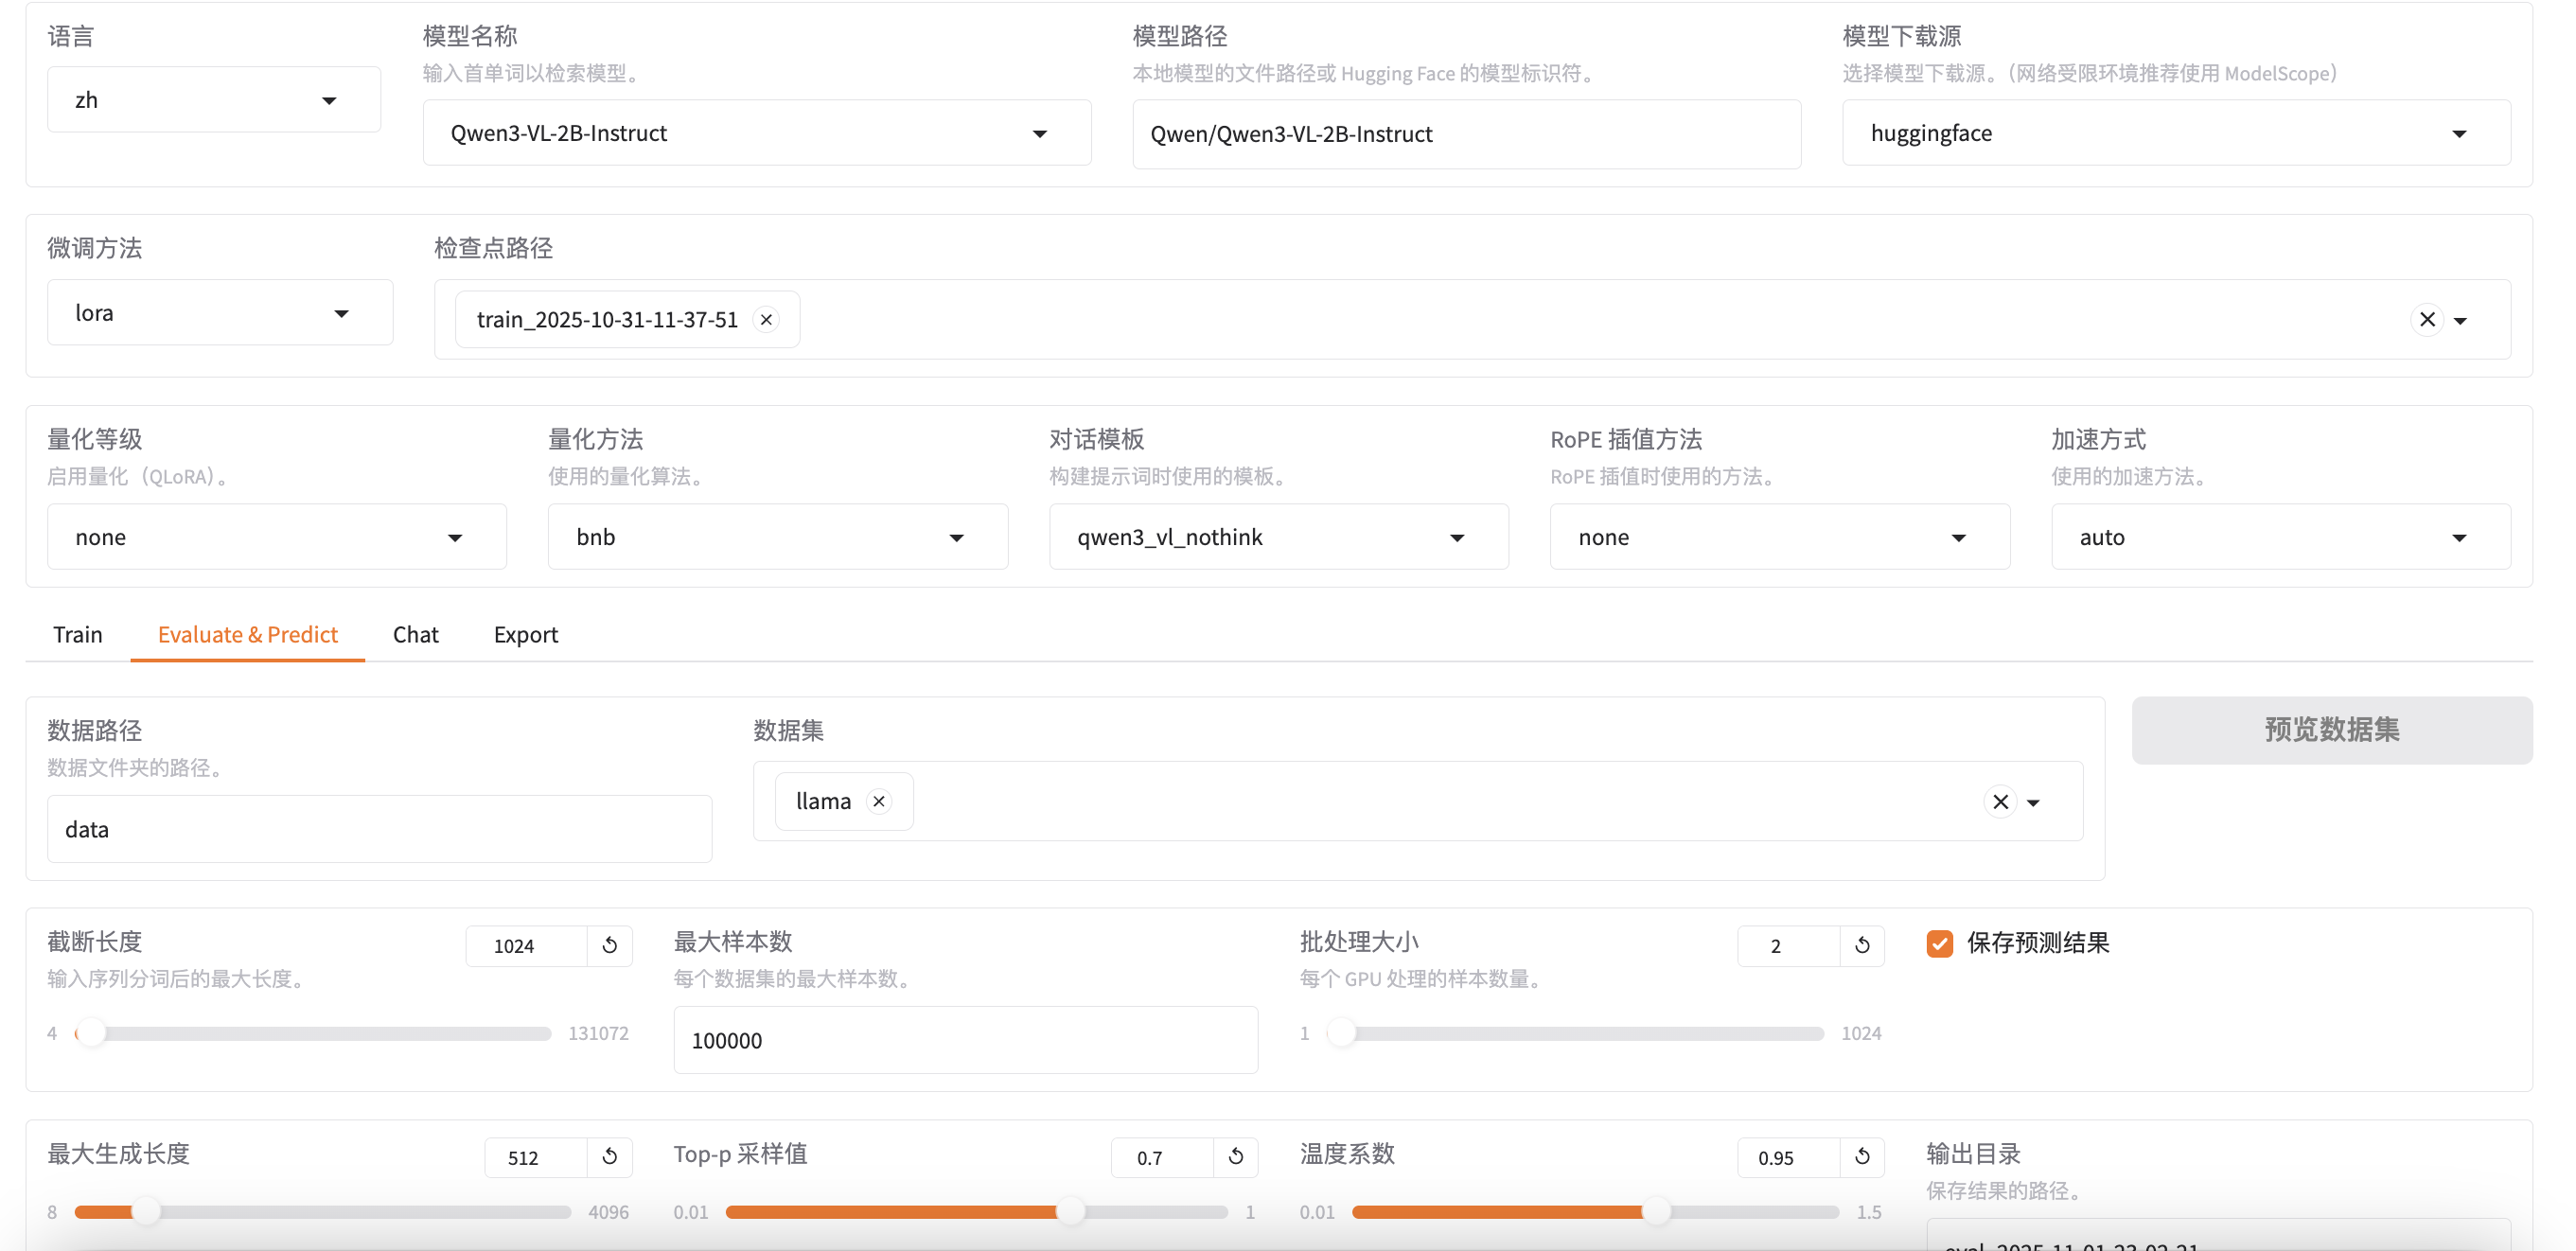 语言
模型名称
模型路径
模型下载源
输入首单词以检索模型。
本地模型的文件路径或 Hugging Face 的模型标识符。
选择模型下载源。（网络受限环境推荐使用 ModelScope）
zh
Qwen3-VL-2B-Instruct
Qwen/Qwen3-VL-2B-Instruct
huggingface
微调方法
检查点路径
lora
train_2025-10-31-11-37-51
量化等级
量化方法
对话模板
RoPE 插值方法
加速方式
启用量化（QLoRA）。
使用的量化算法。
构建提示词时使用的模板。
RoPE 插值时使用的方法。
使用的加速方法。
none
bnb
qwen3_vl_nothink
none
auto
Train
Evaluate & Predict
Chat
Export
数据路径
数据集
预览数据集
数据文件夹的路径。
llama
data
截断长度
1024
最大样本数
批处理大小
2
保存预测结果
输入序列分词后的最大长度。
每个数据集的最大样本数。
每个 GPU 处理的样本数量。
4
131072
100000
1
1024
最大生成长度
512
Top-p 采样值
0.7
温度系数
0.95
输出目录
保存结果的路径。
8
4096
0.01
1
0.01
1.5
eval_2025-11-01-23-02-21